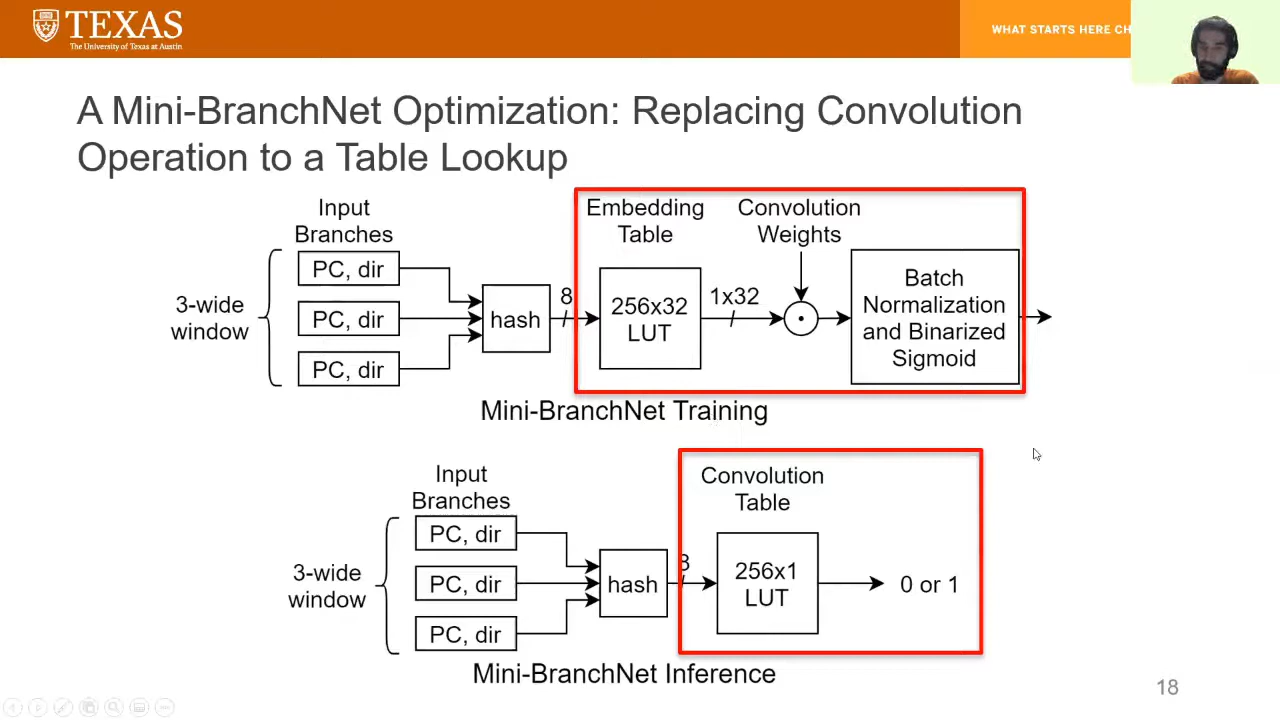 TEXAS
The University of Texas at Austin
WHAT STARTS HERE CH
A Mini-BranchNet Optimization: Replacing Convolution
Operation to a Table Lookup
Input
Branches
Embedding
Table
Convolution
Weights
3-wide
window
PC, dir
PC, dir
PC, dir
hash
8
256x32
LUT
1x32
Batch
Normalization
and Binarized
Sigmoid
Mini-BranchNet Training
Input
Branches
Convolution
Table
3-wide
window
PC, dir
PC, dir
PC, dir
hash
8
256x1
LUT
0 or 1
Mini-BranchNet Inference
18